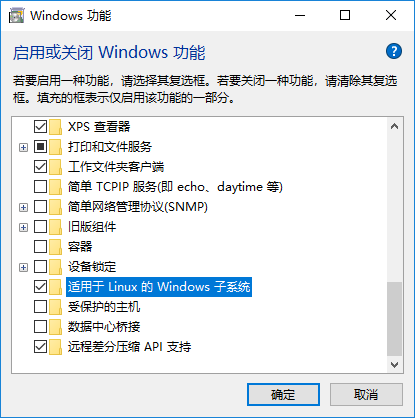 Windows 功能
启用或关闭 Windows 功能
若要启用一种功能，请选择其复选框。若要关闭一种功能，请清除其复选
框。填充的框表示仅启用该功能的一部分。
XPS 查看器
打印和文件服务
工作文件夹客户端
简单 TCPIP 服务(即 echo、daytime 等)
简单网络管理协议(SNMP)
旧版组件
容器
设备锁定
适用于 Linux 的 Windows 子系统
受保护的主机
数据中心桥接
远程差分压缩 API 支持
确定
取消